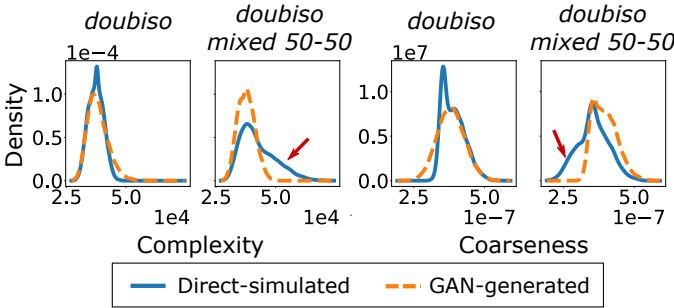 doubiso
doubiso
mixed 50-50
doubiso
doubiso
mixed 50-50
1e−4
1e7
Density
1.0
0.5
0.0
1.0
0.5
0.0
2.5 5.0
1e4
2.5 5.0
1e4
2.5 5.0
1e−7
2.5 5.0
1e−7
Complexity
Coarseness
Direct-simulated
GAN-generated